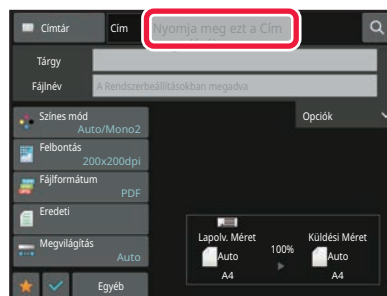 Címtár
Cím
Nyomja meg ezt a Cím
Tárgy
Fájlnév
A Rendszerbeállításokban megadva
Színes mód
Auto/Mono2
Opciók
Felbontás
200x200dpi
Fájlformátum
PDF
Eredeti
Megvilágítás
Auto
Lapolv. Méret
100%
Küldési Méret
Auto
Auto
A4
A4
Egyéb